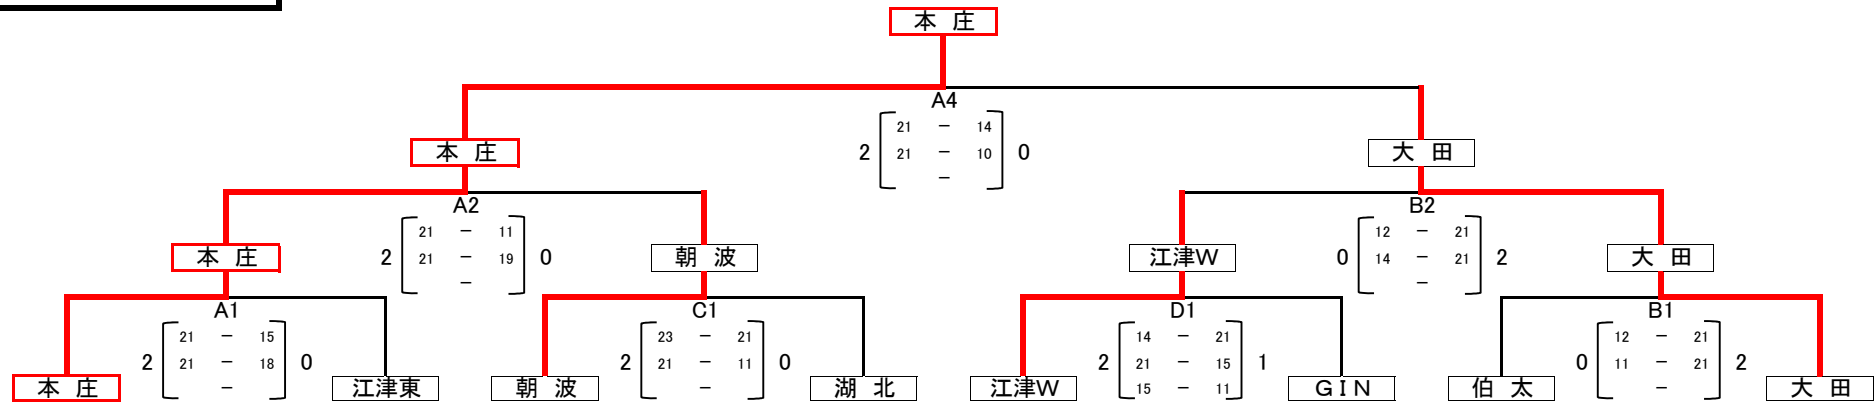 本 庄
A4
21 － 14
2 21 － 10 0
－
本 庄 大 田
A2 B2
21 － 11 12 － 21
2 21 － 19 0 0 14 － 21 2
－ －
本 庄 朝 波 江津W 大 田
A1 C1 D1 B1
21 － 15 23 － 21 14 － 21 12 － 21
2 21 － 18 0 2 21 － 11 0 2 21 － 15 1 0 11 － 21 2
－ － 15 － 11 －
本 庄 江津東 朝 波 湖 北 江津W ＧＩＮ 伯 太 大 田